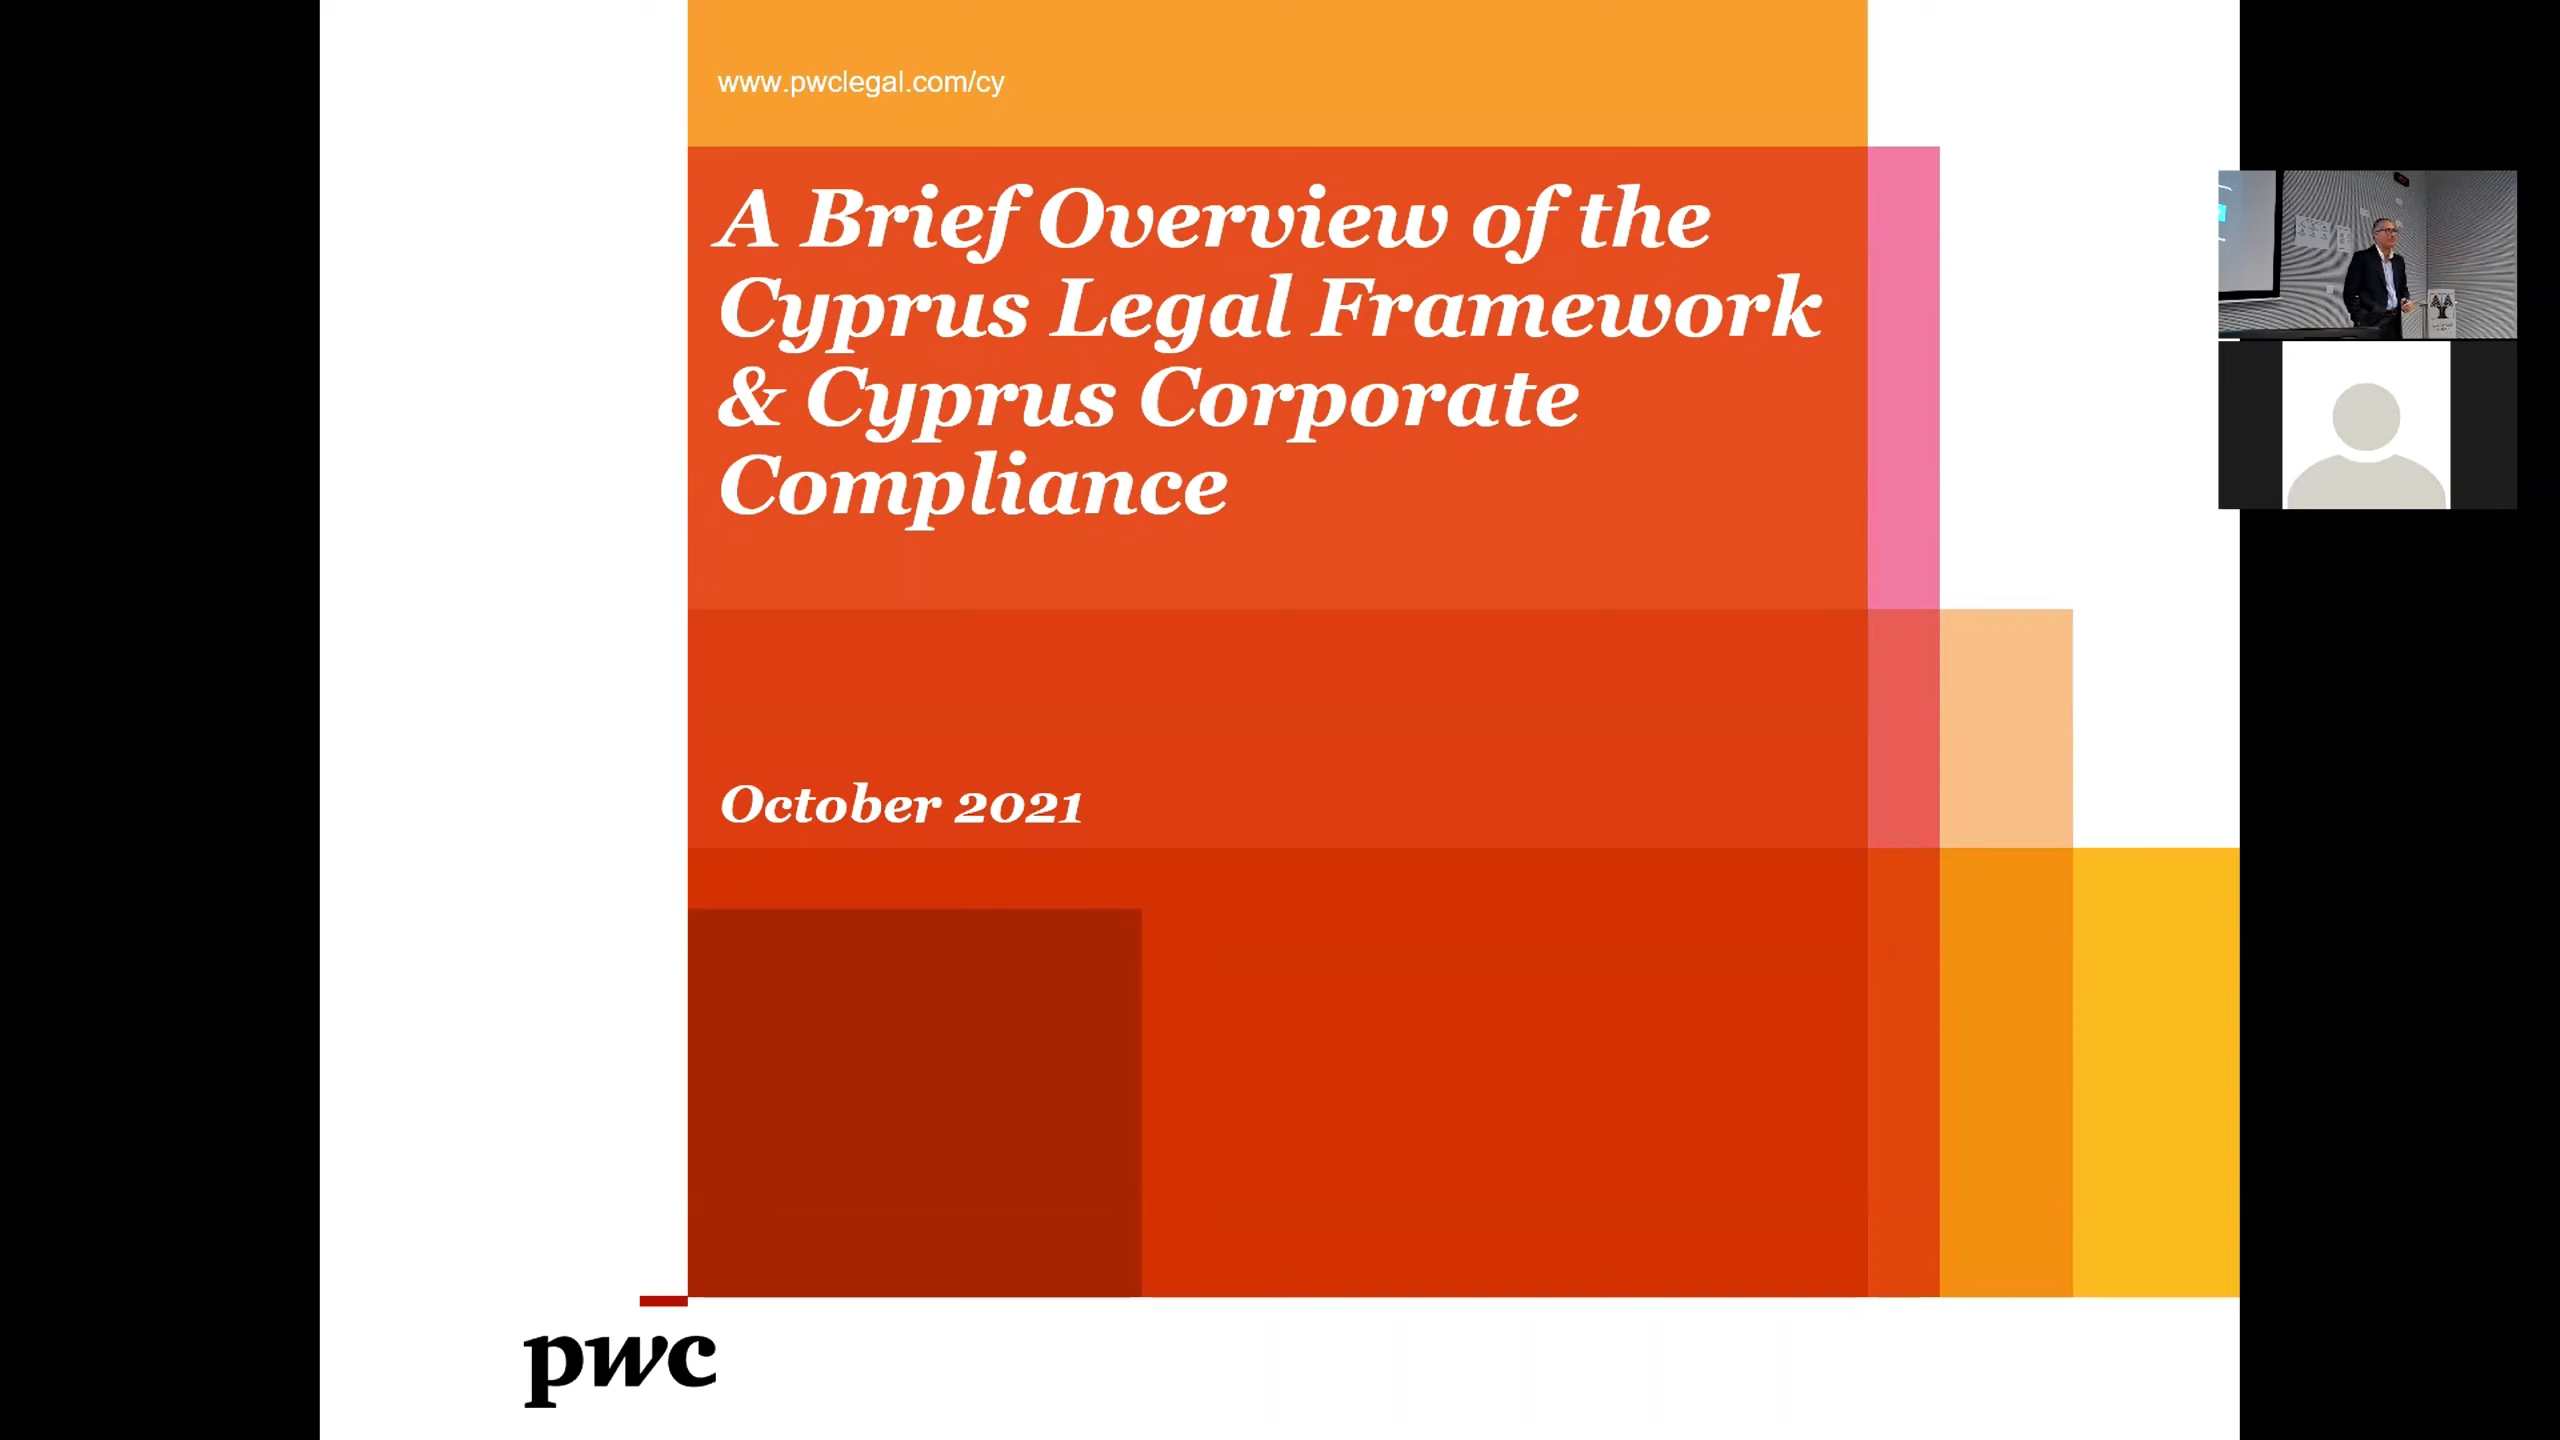 www.pwclegal.com/cy
A Brief Overview of the
Cyprus Legal Framework
& Cyprus Corporate
Compliance
October 2021
pwc